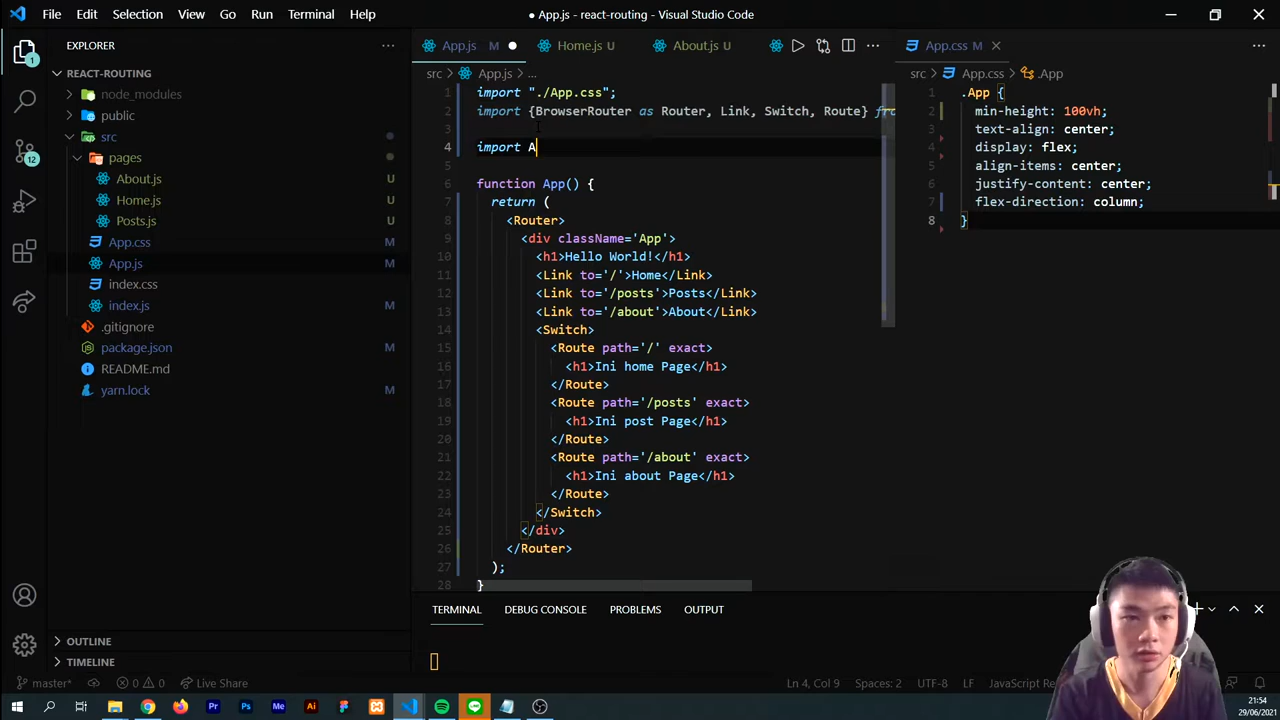 File Edit Selection View Go Run Terminal Help
● App.js - react-routing - Visual Studio Code
EXPLORER
REACT-ROUTING
node_modules
public
src
pages
About.js U
Home.js U
Posts.js U
App.css M
App.js M
index.css
index.js M
.gitignore
package.json M
README.md
yarn.lock M
OUTLINE
TIMELINE
1
12
App.js M
Home.js U
About.js U
src > App.js > ...
1 import "./App.css";
2 import {BrowserRouter as Router, Link, Switch, Route} fro
3
4 import A
5
6 function App() {
7 return (
8 <Router>
9 <div className='App'>
10 <h1>Hello World!</h1>
11 <Link to='/'>Home</Link>
12 <Link to='/posts'>Posts</Link>
13 <Link to='/about'>About</Link>
14 <Switch>
15 <Route path='/' exact>
16 <h1>Ini home Page</h1>
17 </Route>
18 <Route path='/posts' exact>
19 <h1>Ini post Page</h1>
20 </Route>
21 <Route path='/about' exact>
22 <h1>Ini about Page</h1>
23 </Route>
24 </Switch>
25 </div>
26 </Router>
27 );
28 }
App.css M
src > App.css > .App
1 .App {
2 min-height: 100vh;
3 text-align: center;
4 display: flex;
5 align-items: center;
6 justify-content: center;
7 flex-direction: column;
8 }
TERMINAL DEBUG CONSOLE PROBLEMS OUTPUT
master* 0 0 Live Share
Ln 4, Col 9 Spaces: 2 UTF-8 LF JavaScript Rea
21:54
29/06/2021